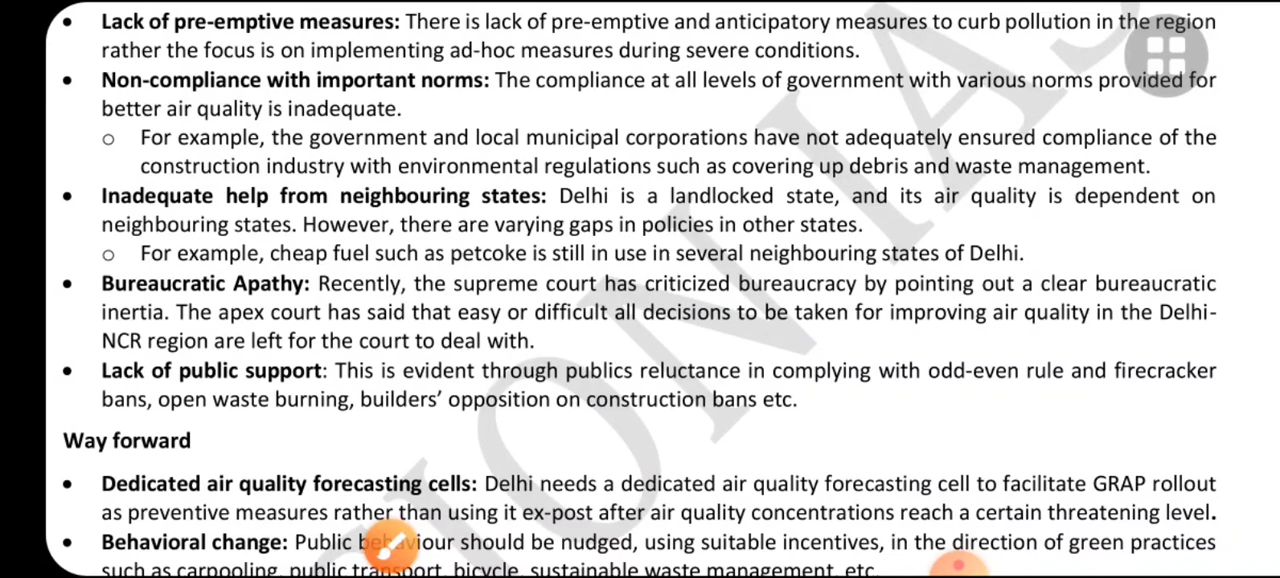 • Lack of pre-emptive measures: There is lack of pre-emptive and anticipatory measures to curb pollution in the region
rather the focus is on implementing ad-hoc measures during severe conditions.
• Non-compliance with important norms: The compliance at all levels of government with various norms provided for
better air quality is inadequate.
o For example, the government and local municipal corporations have not adequately ensured compliance of the
construction industry with environmental regulations such as covering up debris and waste management.
• Inadequate help from neighbouring states: Delhi is a landlocked state, and its air quality is dependent on
neighbouring states. However, there are varying gaps in policies in other states.
o For example, cheap fuel such as petcoke is still in use in several neighbouring states of Delhi.
• Bureaucratic Apathy: Recently, the supreme court has criticized bureaucracy by pointing out a clear bureaucratic
inertia. The apex court has said that easy or difficult all decisions to be taken for improving air quality in the Delhi-
NCR region are left for the court to deal with.
• Lack of public support: This is evident through publics reluctance in complying with odd-even rule and firecracker
bans, open waste burning, builders’ opposition on construction bans etc.
Way forward
• Dedicated air quality forecasting cells: Delhi needs a dedicated air quality forecasting cell to facilitate GRAP rollout
as preventive measures rather than using it ex-post after air quality concentrations reach a certain threatening level.
• Behavioral change: Public behaviour should be nudged, using suitable incentives, in the direction of green practices
such as carpooling, public transport, bicycle, sustainable waste management, etc.